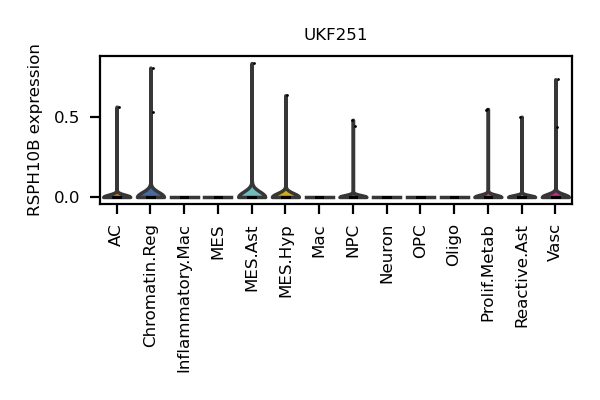 UKF251
RSPH10B expression
0.5
0.0
AC
Chromatin.Reg
Inflammatory.Mac
MES
MES.Ast
MES.Hyp
Mac
NPC
Neuron
OPC
Oligo
Prolif.Metab
Reactive.Ast
Vasc